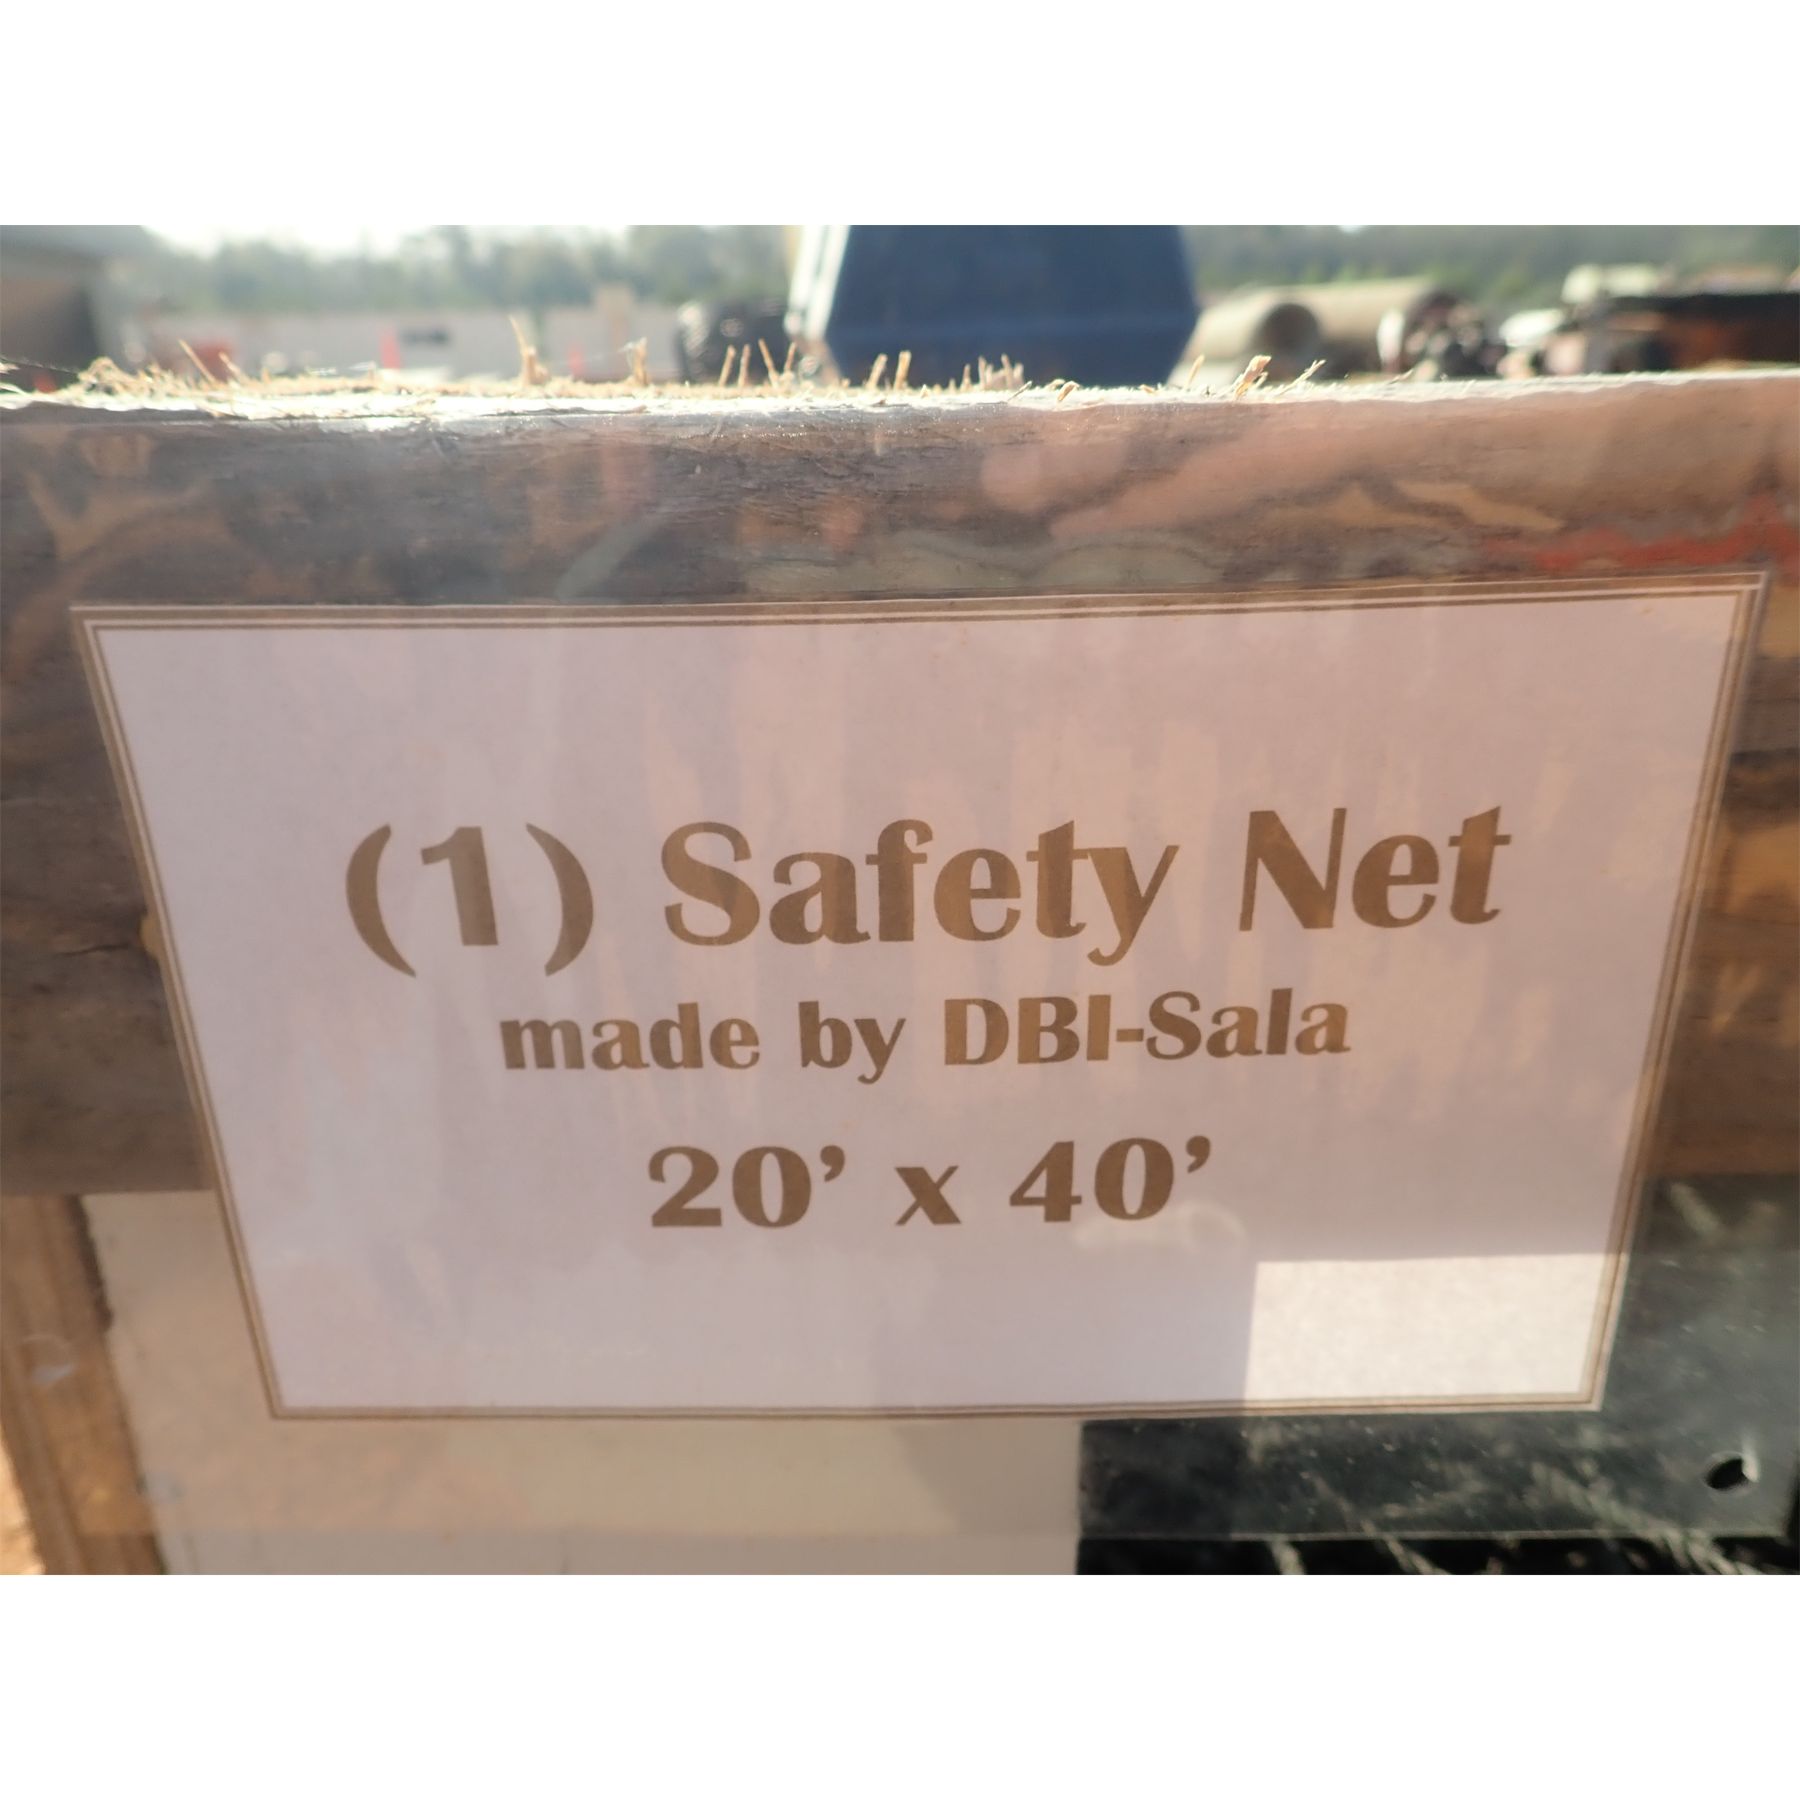 (1) Safety Net
made by DBI-Sala
20’ x 40’